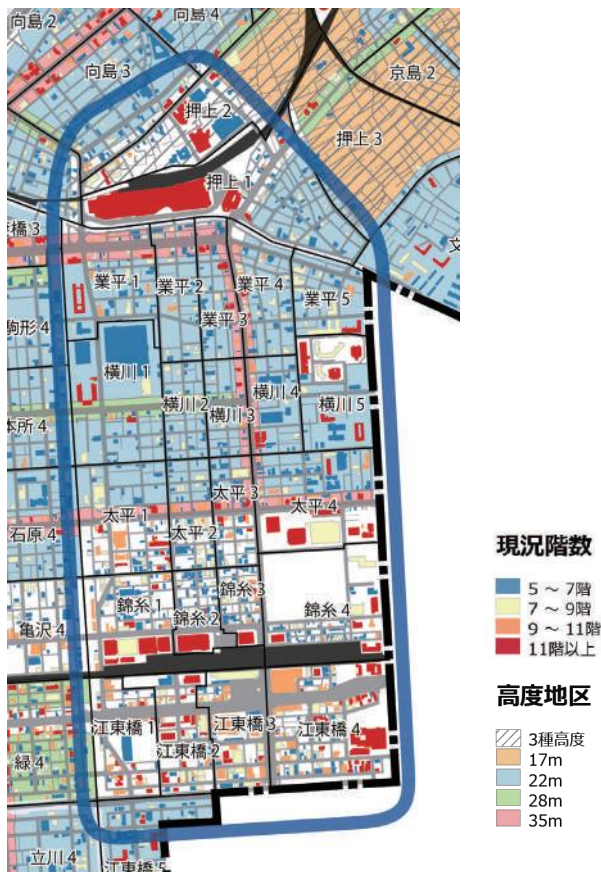 向島 2
向島 4
向島 3
京島 2
押上 2
押上 3
押上 1
橋 3
文
業平 1
業平 2
業平 4
業平 5
業平 3
駒形 4
横川 1
横川 4
横川 2
横川 3
横川 5
本所 4
太平 3
太平 4
太平 1
石原 4
太平 2
錦糸 3
錦糸 1
錦糸 2
錦糸 4
亀沢 4
江東橋 1
江東橋 3
江東橋 4
江東橋 2
緑 4
立川 4
江東橋 5
現況階数
5 ～ 7階
7 ～ 9階
9 ～ 11階
11階以上
高度地区
3種高度
17m
22m
28m
35m